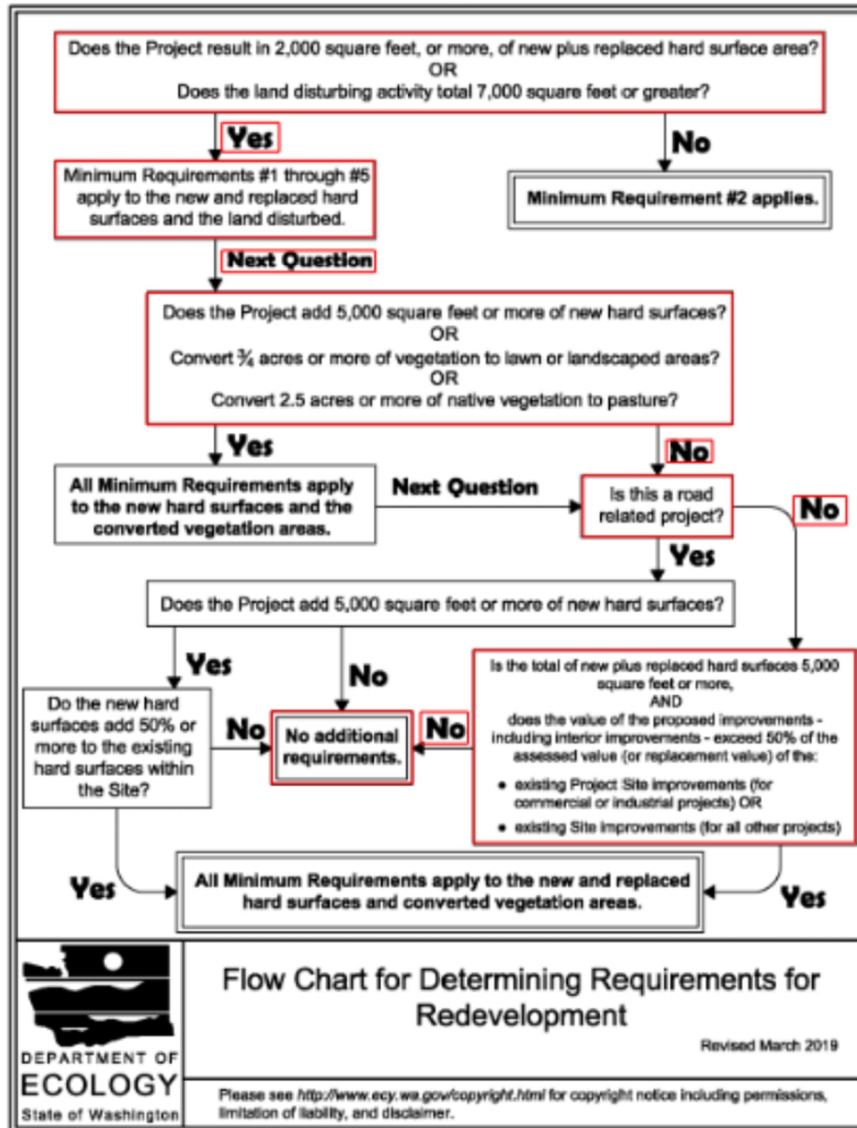 Does the Project result in 2,000 square feet, or more, of new plus replaced hard surface area?
OR
Does the land disturbing activity total 7,000 square feet or greater?
Yes
No
Minimum Requirements #1 through #5
apply to the new and replaced hard
surfaces and the land disturbed.
Minimum Requirement #2 applies.
Next Question
Does the Project add 5,000 square feet or more of new hard surfaces?
OR
Convert ¾ acres or more of vegetation to lawn or landscaped areas?
OR
Convert 2.5 acres or more of native vegetation to pasture?
Yes
No
All Minimum Requirements apply
to the new hard surfaces and the
converted vegetation areas.
Next Question
Is this a road
related project?
No
Yes
Does the Project add 5,000 square feet or more of new hard surfaces?
Yes
No
Do the new hard
surfaces add 50% or
more to the existing
hard surfaces within
the Site?
No
No additional
requirements.
No
Is the total of new plus replaced hard surfaces 5,000
square feet or more,
AND
does the value of the proposed improvements -
including interior improvements - exceed 50% of the
assessed value (or replacement value) of the:
• existing Project Site improvements (for
commercial or industrial projects) OR
• existing Site improvements (for all other projects)
Yes
All Minimum Requirements apply to the new and replaced
hard surfaces and converted vegetation areas.
Yes
DEPARTMENT OF
ECOLOGY
State of Washington
Flow Chart for Determining Requirements for
Redevelopment
Revised March 2019
Please see http://www.ecy.wa.gov/copyright.html for copyright notice including permissions,
limitation of liability, and disclaimer.